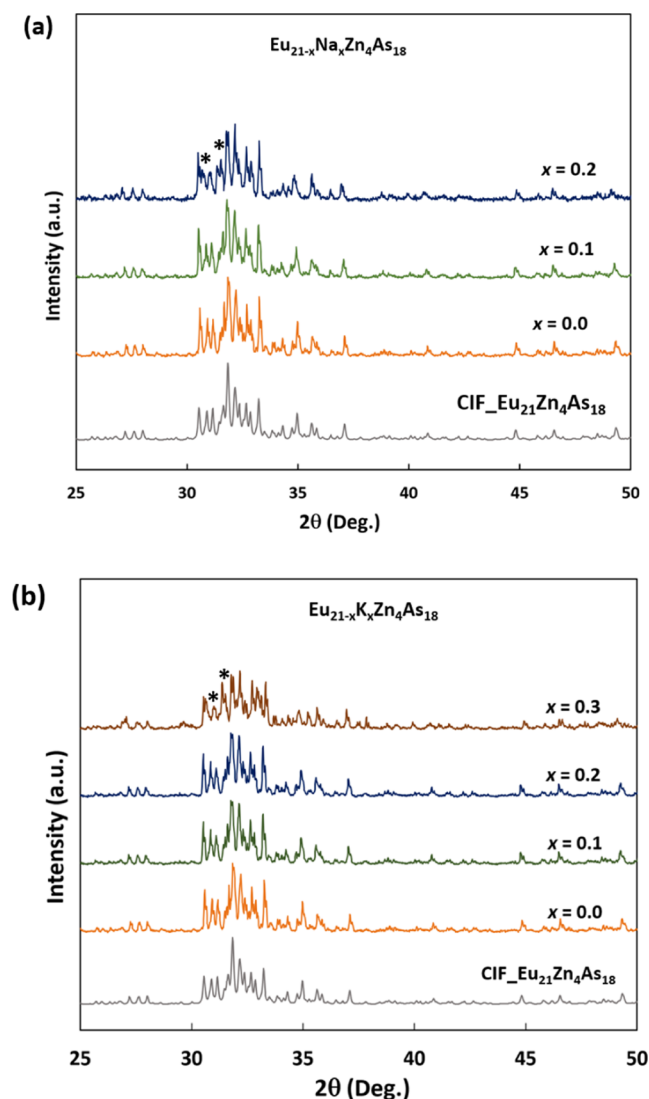 (a)
Eu₂₁₋ₓNaₓZn₄As₁₈
* *
x = 0.2
x = 0.1
x = 0.0
CIF_Eu₂₁Zn₄As₁₈
Intensity (a.u.)
25 30 35 40 45 50
2θ (Deg.)
(b)
Eu₂₁₋ₓKₓZn₄As₁₈
* *
x = 0.3
x = 0.2
x = 0.1
x = 0.0
CIF_Eu₂₁Zn₄As₁₈
Intensity (a.u.)
25 30 35 40 45 50
2θ (Deg.)